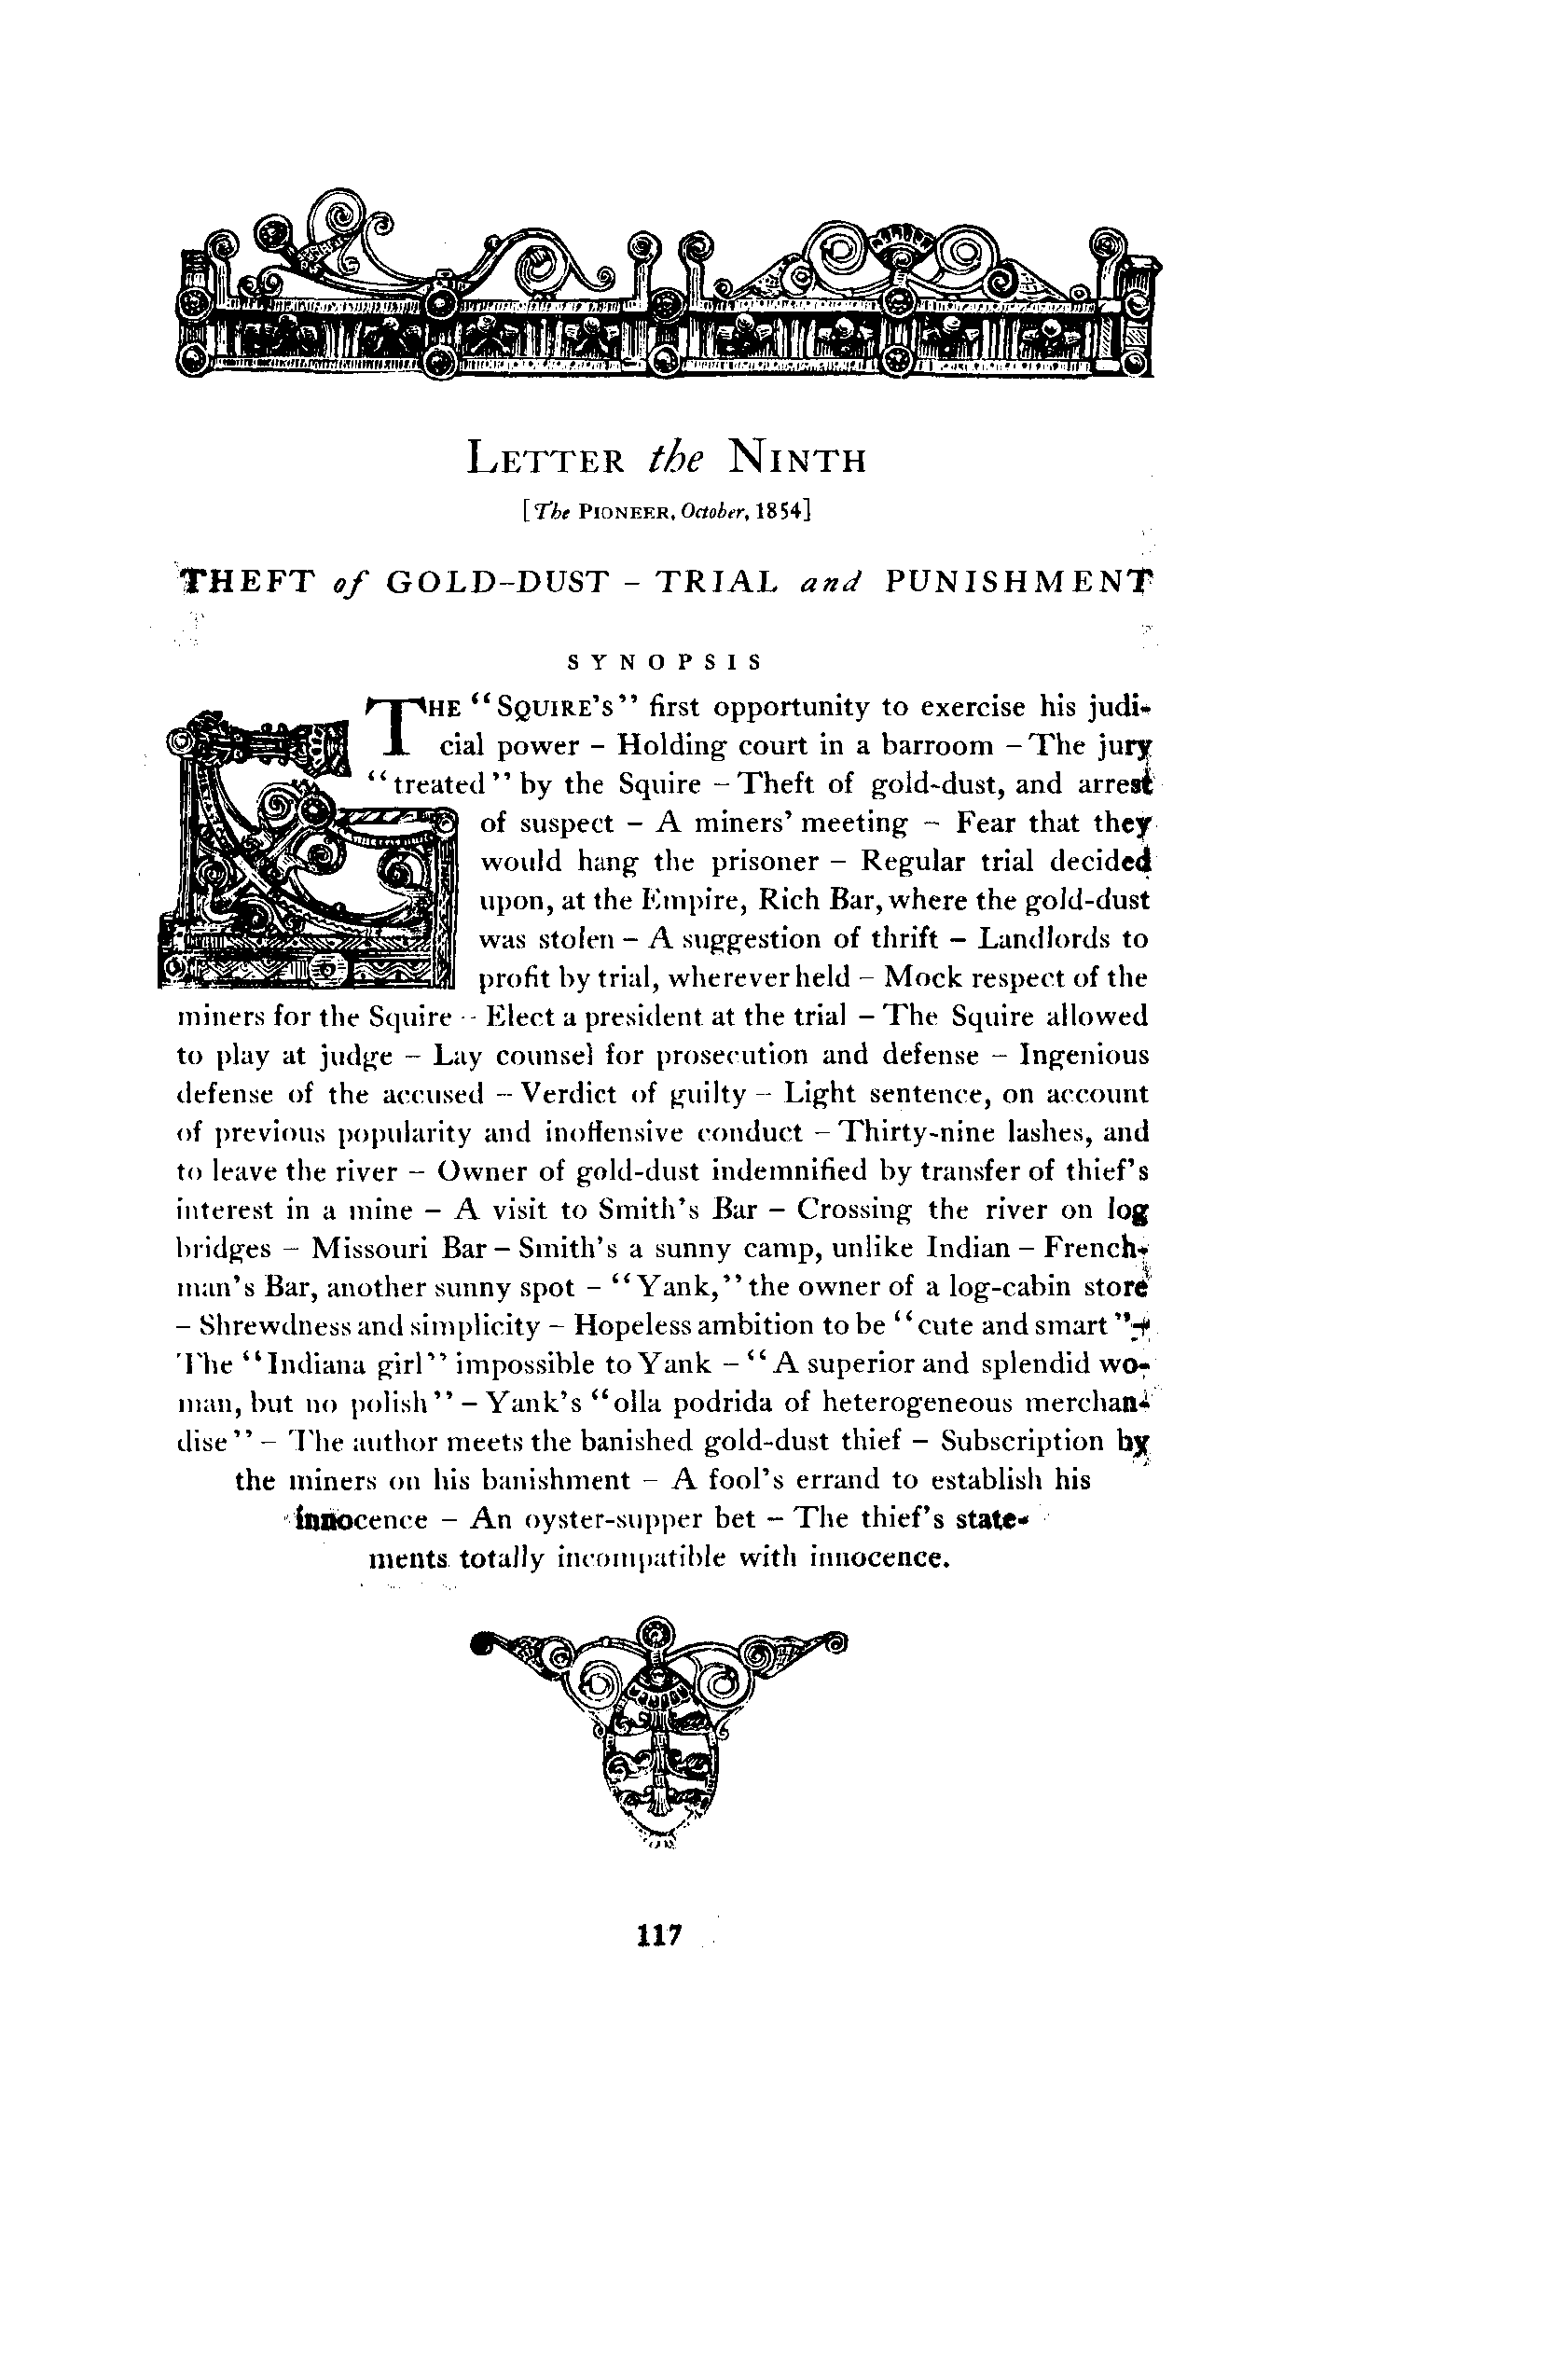 LETTER the NINTH
[The PIONEER, October, 1854]
THEFT of GOLD-DUST – TRIAL and PUNISHMENT
SYNOPSIS
THE “SQUIRE’S” first opportunity to exercise his judi-
cial power – Holding court in a barroom – The jury
“treated” by the Squire – Theft of gold-dust, and arrest
of suspect – A miners’ meeting – Fear that they
would hang the prisoner – Regular trial decided
upon, at the Empire, Rich Bar, where the gold-dust
was stolen – A suggestion of thrift – Landlords to
profit by trial, wherever held – Mock respect of the
miners for the Squire – Elect a president at the trial – The Squire allowed
to play at judge – Lay counsel for prosecution and defense – Ingenious
defense of the accused – Verdict of guilty – Light sentence, on account
of previous popularity and inoffensive conduct – Thirty-nine lashes, and
to leave the river – Owner of gold-dust indemnified by transfer of thief’s
interest in a mine – A visit to Smith’s Bar – Crossing the river on log
bridges – Missouri Bar – Smith’s a sunny camp, unlike Indian – French-
man’s Bar, another sunny spot – “Yank,” the owner of a log-cabin store
– Shrewdness and simplicity – Hopeless ambition to be “cute and smart” –
The “Indiana girl” impossible to Yank – “A superior and splendid wo-
man, but no polish” – Yank’s “olla podrida of heterogeneous merchan-
dise” – The author meets the banished gold-dust thief – Subscription by
the miners on his banishment – A fool’s errand to establish his
innocence – An oyster-supper bet – The thief’s state-
ments totally incompatible with innocence.
117